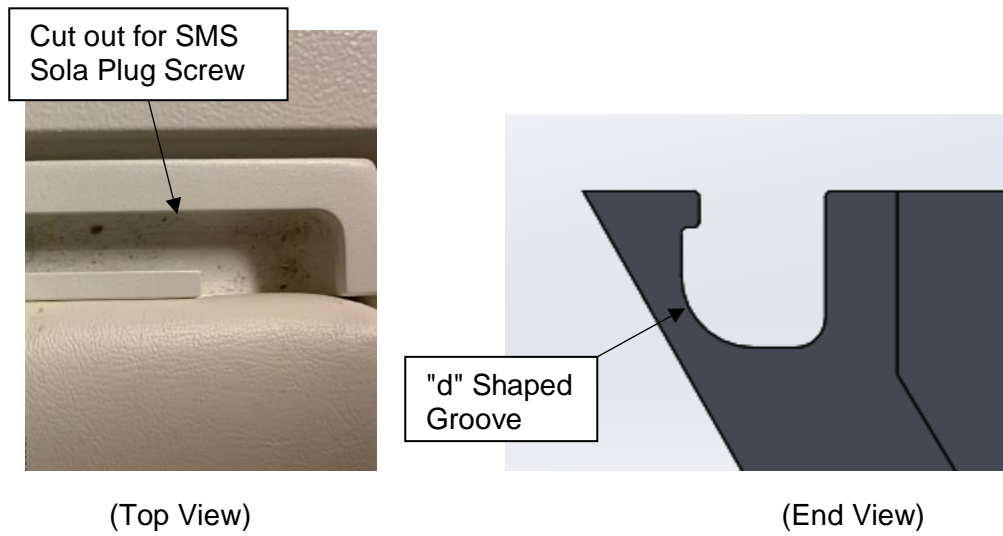 Cut out for SMS
Sola Plug Screw
"d" Shaped
Groove
(Top View)
(End View)